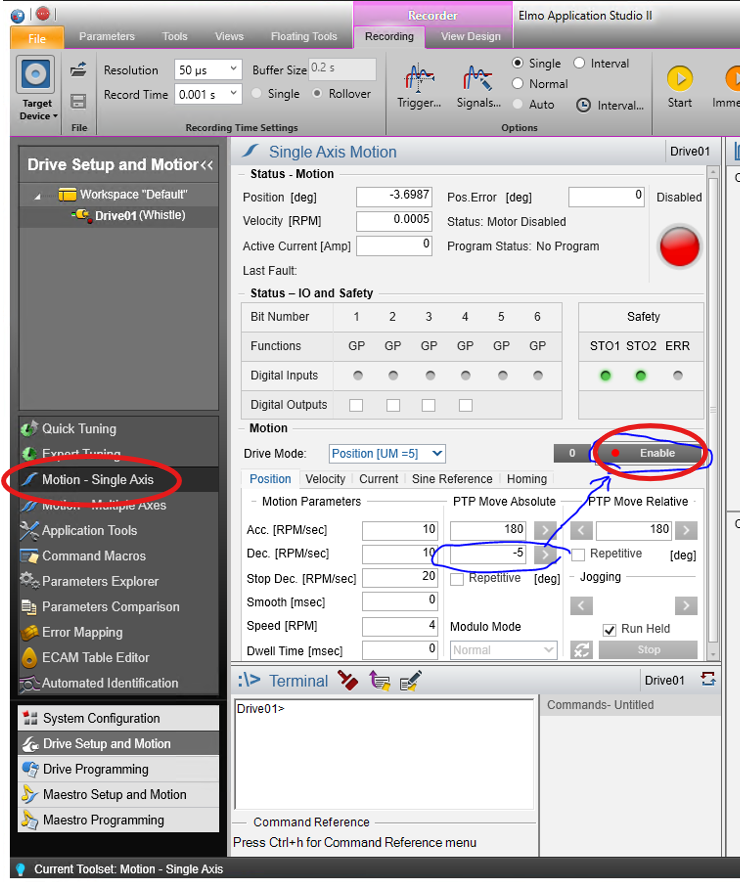 Recorder
Elmo Application Studio II
File Parameters Tools Views Floating Tools Recording View Design
Target Device
File
Resolution 50 µs
Record Time 0.001 s
Buffer Size 0.2 s
Single Rollover
Recording Time Settings
Trigger... Signals...
Single Interval
Normal
Auto Interval...
Options
Start
Imme
Drive Setup and Motior <<
Workspace "Default"
Drive01 (Whistle)
Quick Tuning
Expert Tuning
Motion - Single Axis
Motion - Multiple Axes
Application Tools
Command Macros
Parameters Explorer
Parameters Comparison
Error Mapping
ECAM Table Editor
Automated Identification
System Configuration
Drive Setup and Motion
Drive Programming
Maestro Setup and Motion
Maestro Programming
Single Axis Motion Drive01
Status - Motion
Position [deg] -3.6987 Pos.Error [deg] 0 Disabled
Velocity [RPM] 0.0005 Status: Motor Disabled
Active Current [Amp] 0 Program Status: No Program
Last Fault:
Status – IO and Safety
Bit Number 1 2 3 4 5 6 Safety
Functions GP GP GP GP GP GP STO1 STO2 ERR
Digital Inputs
Digital Outputs
Motion
Drive Mode: Position [UM =5] 0 Enable
Position Velocity Current Sine Reference Homing
Motion Parameters PTP Move Absolute PTP Move Relative
Acc. [RPM/sec] 10 180 > < 180 >
Dec. [RPM/sec] 10 -5 > Repetitive [deg]
Stop Dec. [RPM/sec] 20 Repetitive [deg] Jogging
Smooth [msec] 0 < >
Speed [RPM] 4 Modulo Mode Run Held
Dwell Time [msec] 0 Normal Stop
:\> Terminal Drive01
Drive01>
Commands- Untitled
Command Reference
Press Ctrl+h for Command Reference menu
Current Toolset: Motion - Single Axis